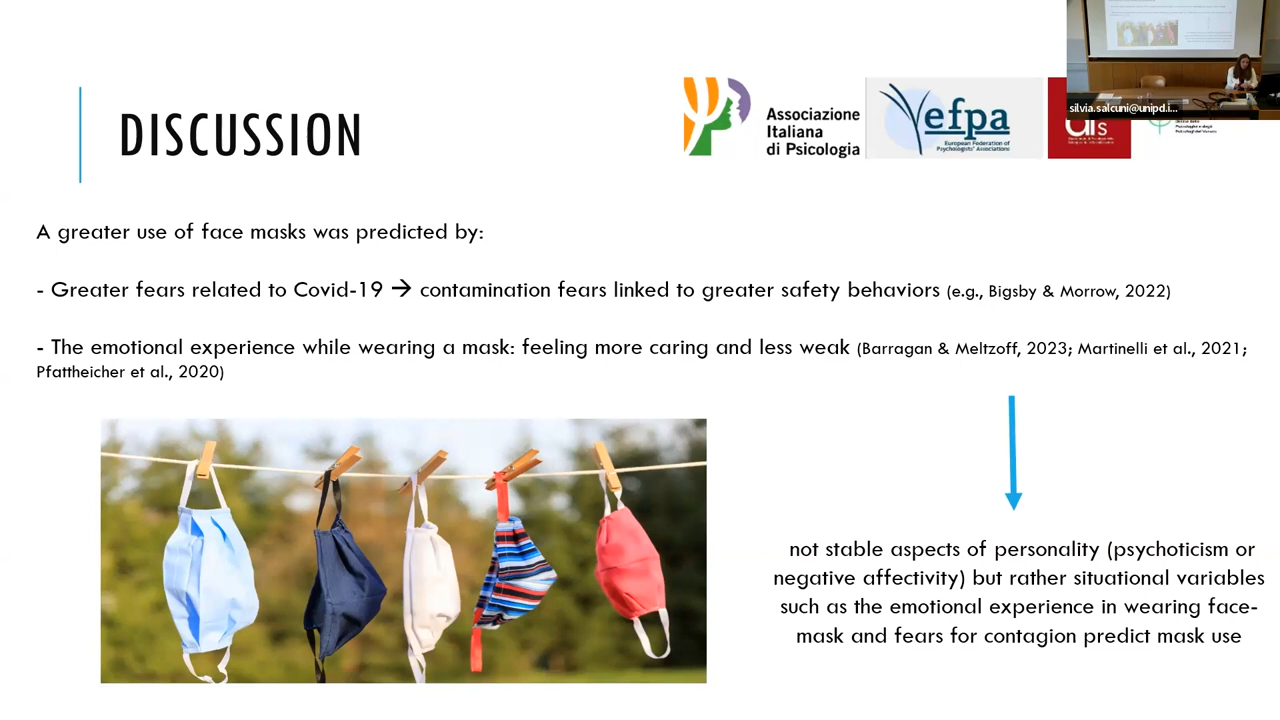 silvia.salcuni@unipd.i...
Associazione
Italiana
di Psicologia
efpa
European Federation of
Psychologists' Associations
DISCUSSION
A greater use of face masks was predicted by:
- Greater fears related to Covid-19 → contamination fears linked to greater safety behaviors (e.g., Bigsby & Morrow, 2022)
- The emotional experience while wearing a mask: feeling more caring and less weak (Barragan & Meltzoff, 2023; Martinelli et al., 2021;
Pfattheicher et al., 2020)
not stable aspects of personality (psychoticism or
negative affectivity) but rather situational variables
such as the emotional experience in wearing face-
mask and fears for contagion predict mask use